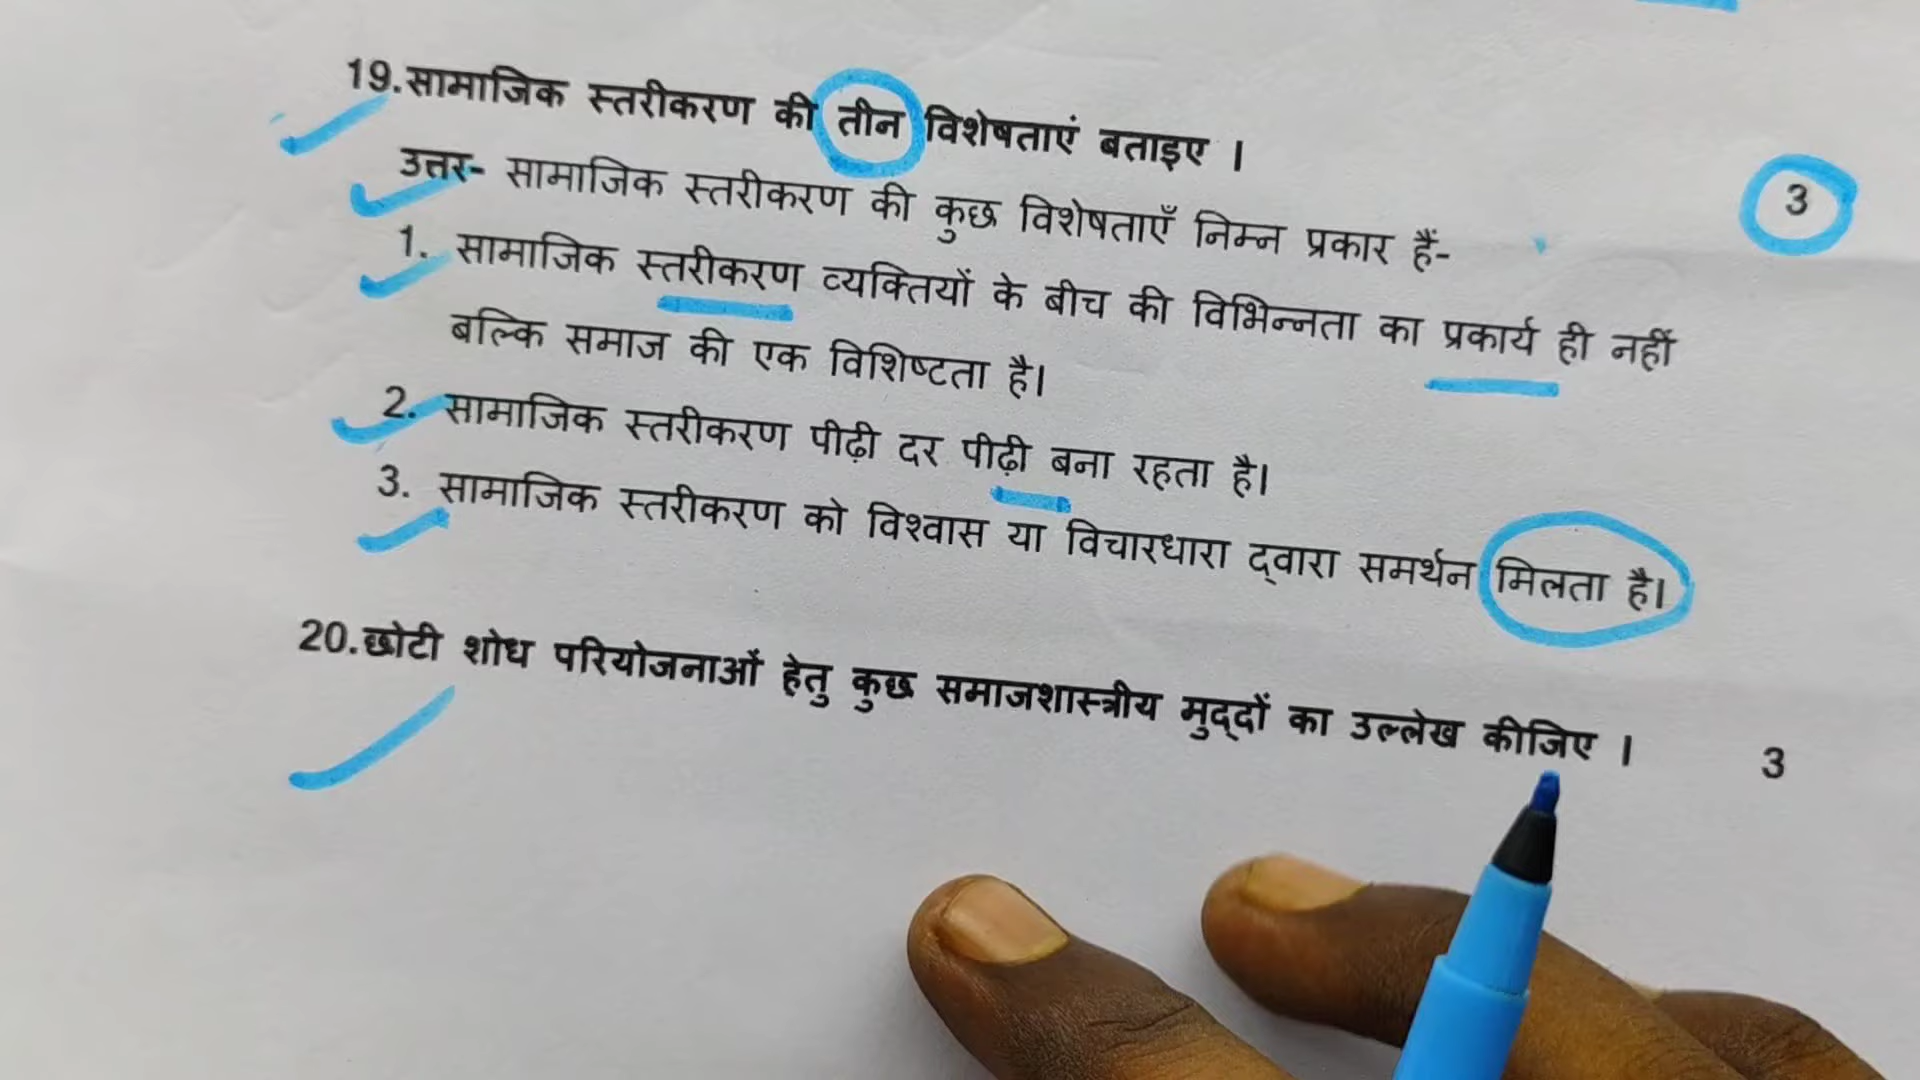 19.सामाजिक स्तरीकरण की तीन विशेषताएं बताइए ।
3
उत्तर- सामाजिक स्तरीकरण की कुछ विशेषताएँ निम्न प्रकार हैं-
1. सामाजिक स्तरीकरण व्यक्तियों के बीच की विभिन्नता का प्रकार्य ही नहीं
बल्कि समाज की एक विशिष्टता है।
2. सामाजिक स्तरीकरण पीढ़ी दर पीढ़ी बना रहता है।
3. सामाजिक स्तरीकरण को विश्वास या विचारधारा द्वारा समर्थन मिलता है।
20.छोटी शोध परियोजनाओं हेतु कुछ समाजशास्त्रीय मुद्दों का उल्लेख कीजिए । 3